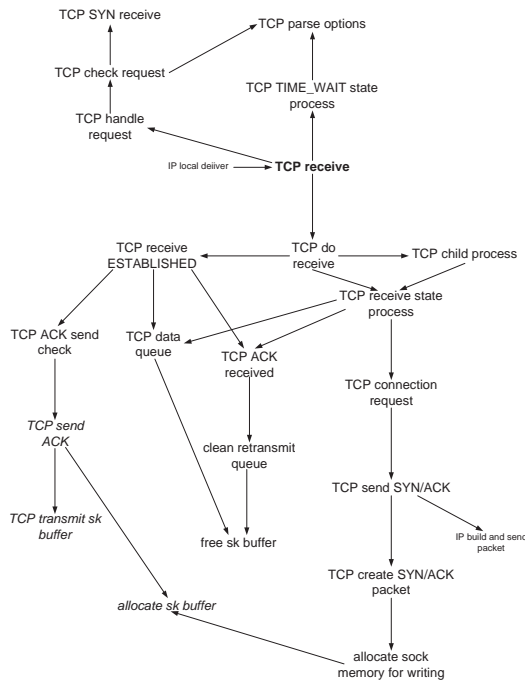 TCP SYN receive
TCP parse options
TCP check request
TCP TIME_WAIT state
process
TCP handle
request
IP local deiiver
TCP receive
TCP receive
ESTABLISHED
TCP do
receive
TCP child process
TCP receive state
process
TCP ACK send
check
TCP data
queue
TCP ACK
received
TCP connection
request
TCP send
ACK
clean retransmit
queue
TCP send SYN/ACK
TCP transmit sk
buffer
free sk buffer
IP build and send
packet
TCP create SYN/ACK
packet
allocate sk buffer
allocate sock
memory for writing